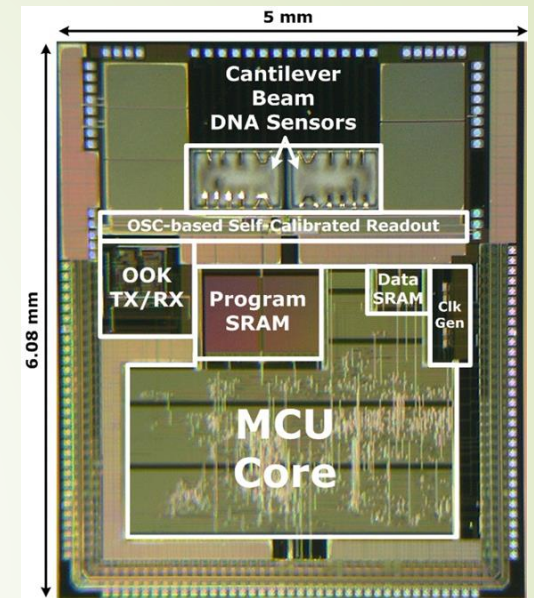 5 mm
6.08 mm
Cantilever
Beam
DNA Sensors
OSC-based Self-Calibrated Readout
OOK
TX/RX
Program
SRAM
Data
SRAM
Clk
Gen
MCU
Core